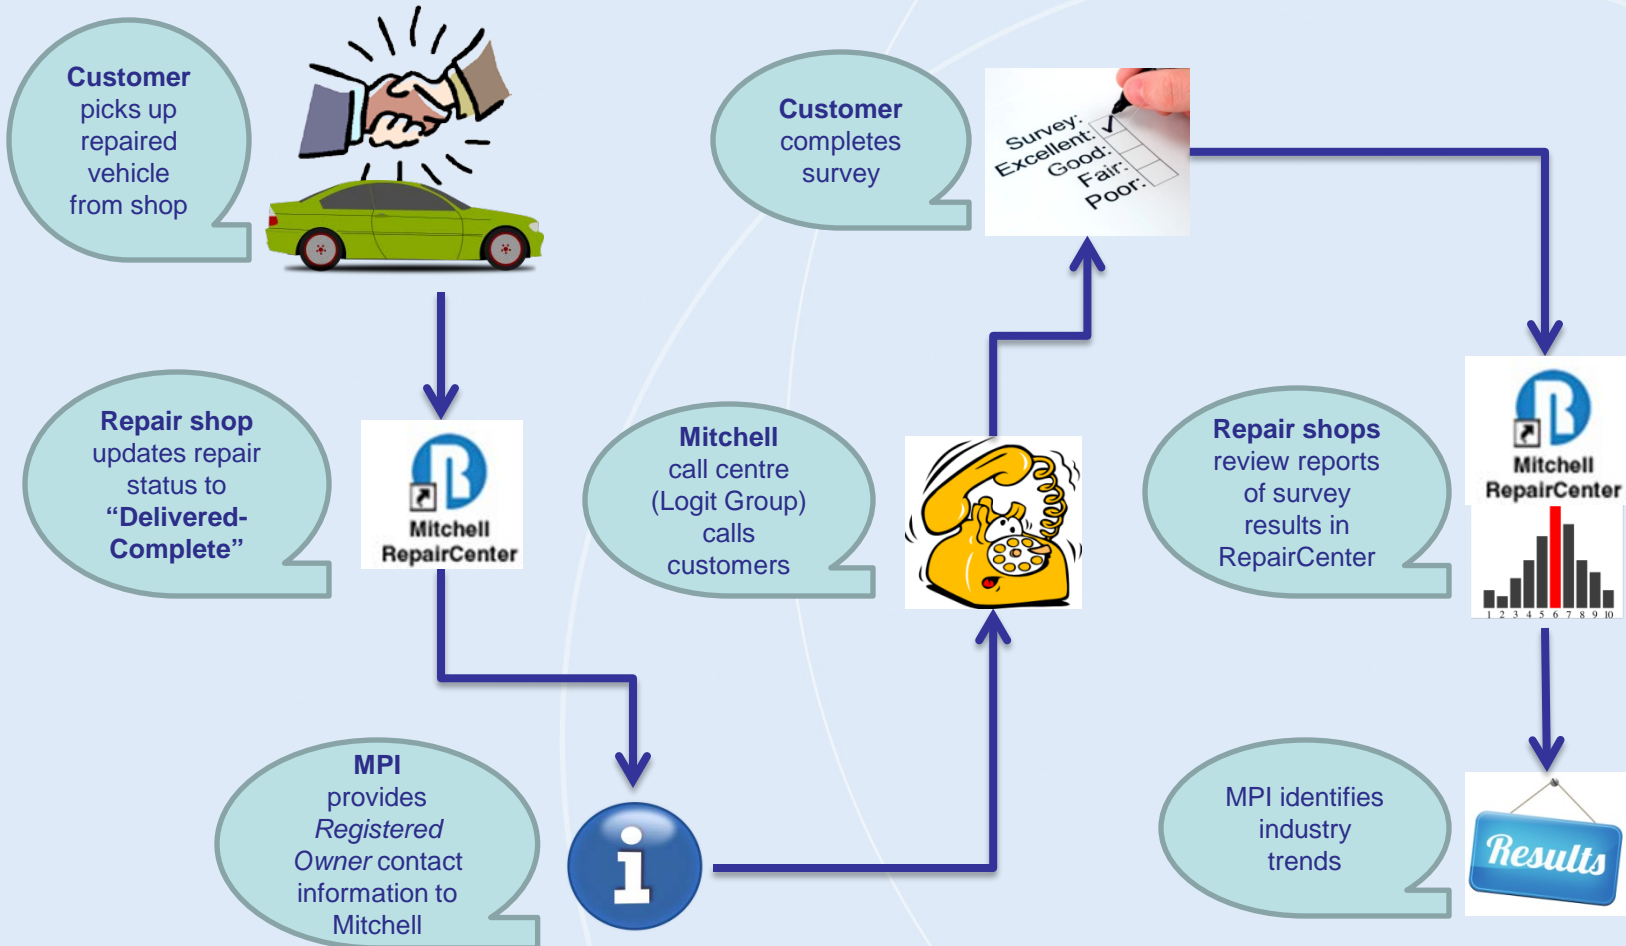 Customer
picks up
repaired
vehicle
from shop
Repair shop
updates repair
status to
“Delivered-
Complete”
Mitchell
RepairCenter
MPI
provides
Registered
Owner contact
information to
Mitchell
i
Mitchell
call centre
(Logit Group)
calls
customers
Customer
completes
survey
Survey:
Excellent:
Good:
Fair:
Poor:
Repair shops
review reports
of survey
results in
RepairCenter
Mitchell
RepairCenter
1 2 3 4 5 6 7 8 9 10
MPI identifies
industry
trends
Results